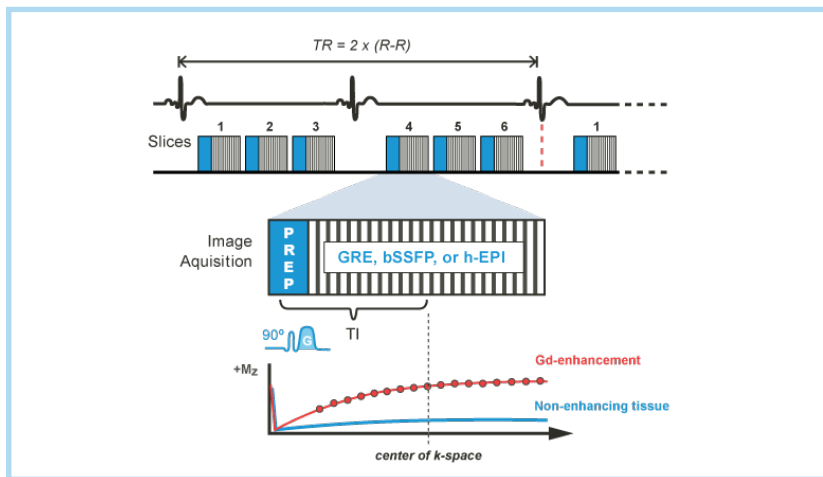 TR = 2 x (R-R)
1 2 3 4 5 6 1
Slices
Image
Aquisition
PREP
GRE, bSSFP, or h-EPI
TI
90º
G
+Mz
Gd-enhancement
Non-enhancing tissue
center of k-space